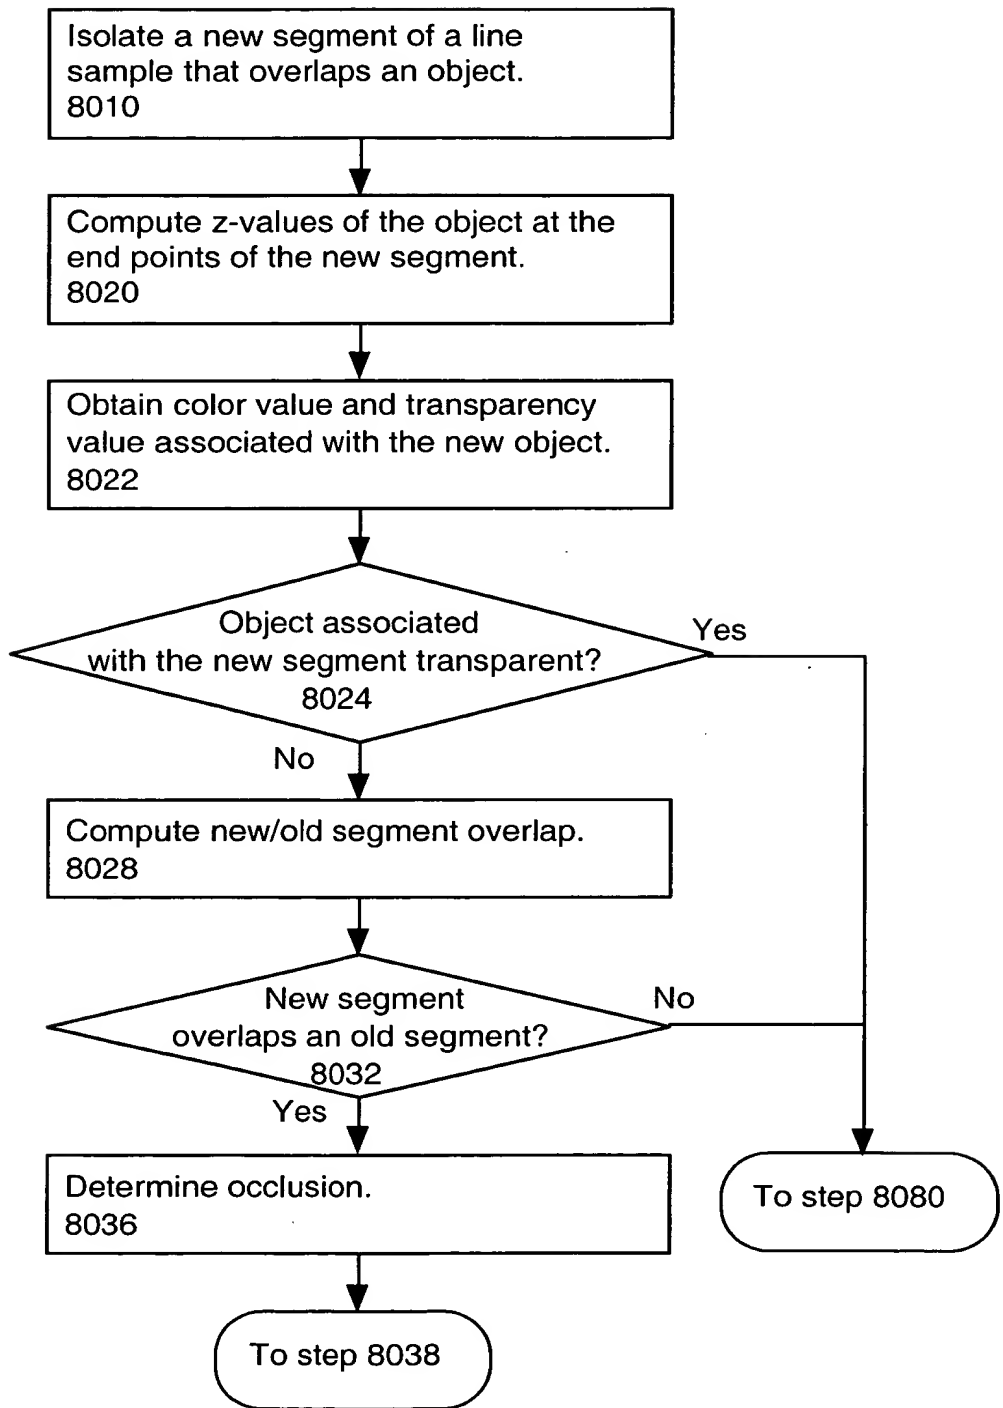 Isolate a new segment of a line
sample that overlaps an object.
8010
Compute z-values of the object at the
end points of the new segment.
8020
Obtain color value and transparency
value associated with the new object.
8022
Object associated
with the new segment transparent?
8024
Yes
No
Compute new/old segment overlap.
8028
New segment
overlaps an old segment?
8032
No
Yes
Determine occlusion.
8036
To step 8080
To step 8038